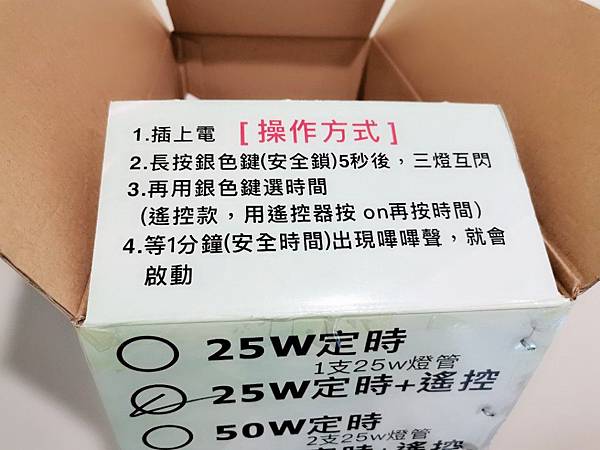 1.插上電 [操作方式]
2.長按銀色鍵(安全鎖)5秒後，三燈互閃
3.再用銀色鍵選時間
(遙控款，用遙控器按 on再按時間)
4.等1分鐘(安全時間)出現嗶嗶聲，就會
啟動
25W定時
1支25w燈管
25W定時+遙控
50W定時
2支25w燈管
定時+遙控